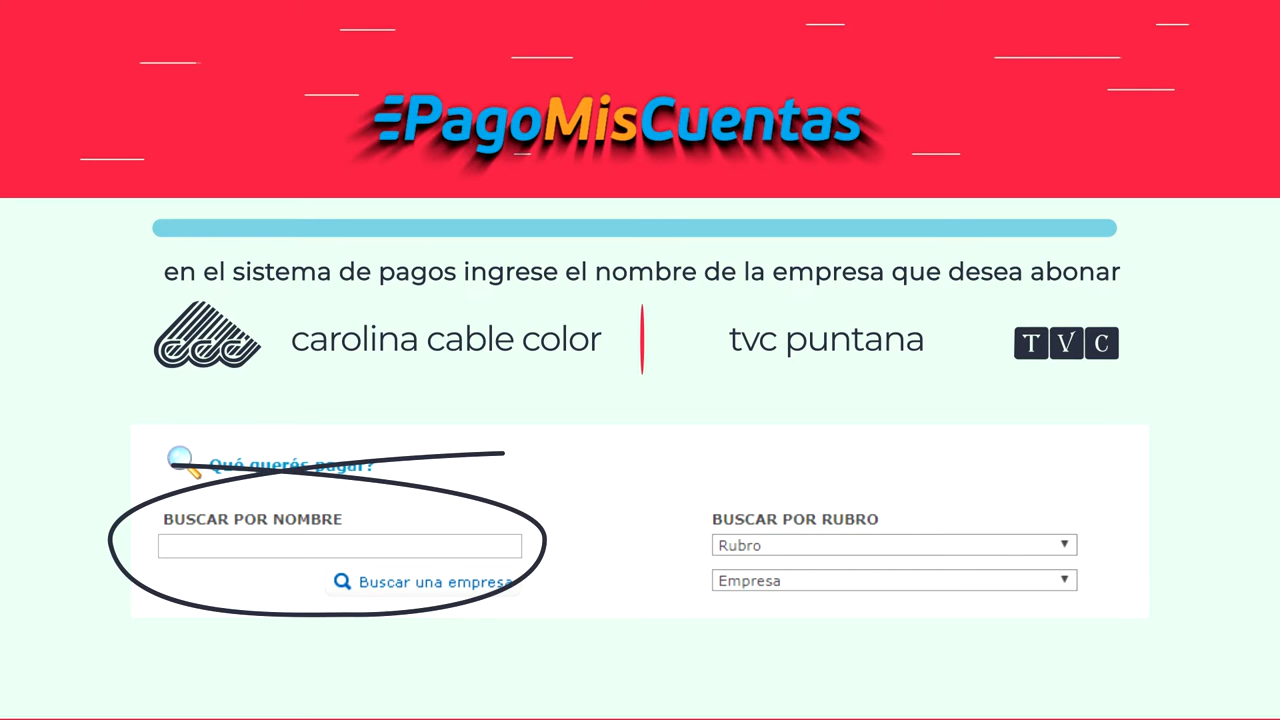 PagoMisCuentas
en el sistema de pagos ingrese el nombre de la empresa que desea abonar
ccc carolina cable color tvc puntana TVC
Qué querés pagar?
BUSCAR POR NOMBRE
Buscar una empresa
BUSCAR POR RUBRO
Rubro
Empresa